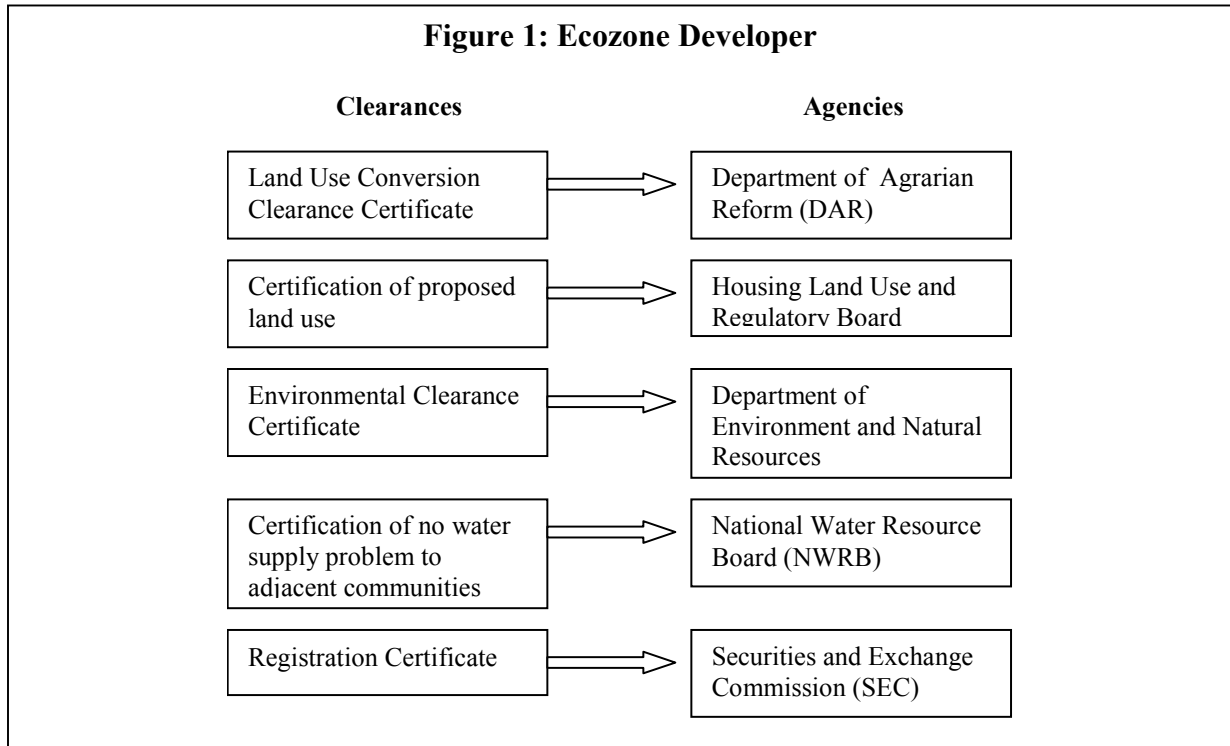 Figure 1: Ecozone Developer
Clearances
Agencies
Land Use Conversion
Clearance Certificate
Department of Agrarian
Reform (DAR)
Certification of proposed
land use
Housing Land Use and
Regulatory Board
Environmental Clearance
Certificate
Department of
Environment and Natural
Resources
Certification of no water
supply problem to
adjacent communities
National Water Resource
Board (NWRB)
Registration Certificate
Securities and Exchange
Commission (SEC)